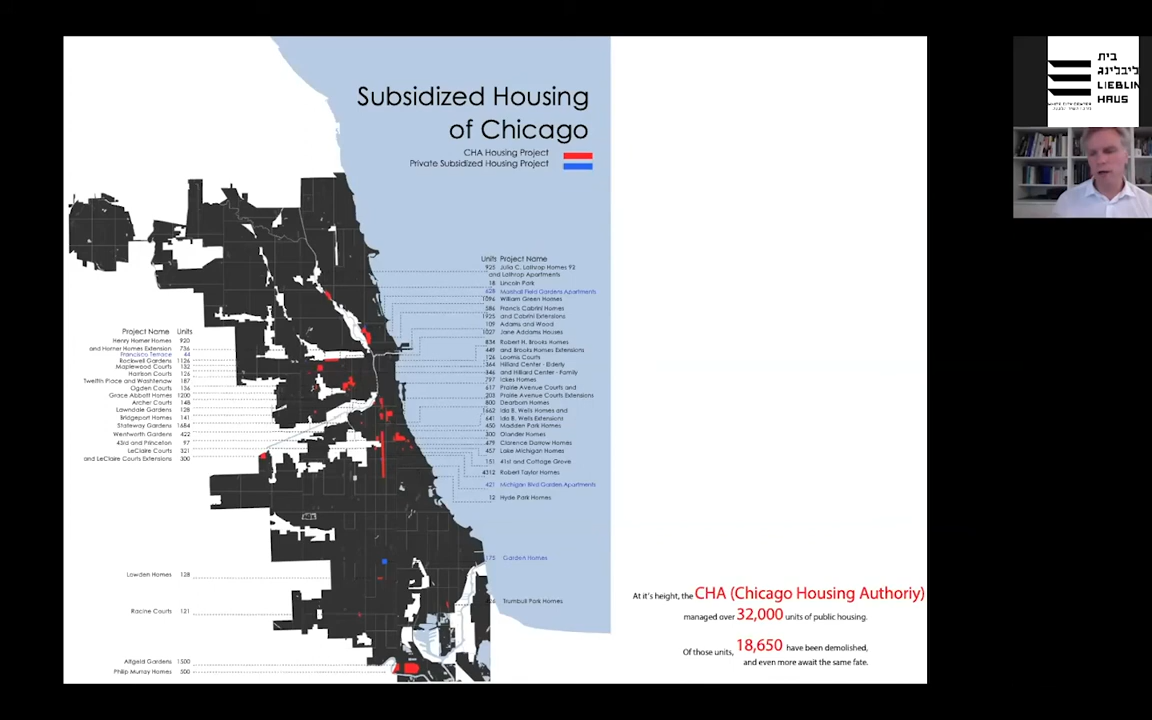 Subsidized Housing
of Chicago
CHA Housing Project
Private Subsidized Housing Project
Units Project Name
925 Julia C. Lathrop Homes 92
and Lathrop Apartments
18 Lincoln Park
628 Marshall Field Gardens Apartments
1096 William Green Homes
586 Francis Cabrini Homes
1925 and Cabrini Extensions
109 Adams and Wood
1027 Jane Addams Houses
834 Robert H. Brooks Homes
449 and Brooks Homes Extensions
126 Loomis Courts
364 Hillard Center - Elderly
346 and Hillard Center - Family
797 Ickes Homes
617 Prairie Avenue Courts and
203 Prairie Avenue Courts Extensions
800 Dearborn Homes
1662 Ida B. Wells Homes and
641 Ida B. Wells Extensions
450 Madden Park Homes
300 Olander Homes
479 Clarence Darrow Homes
457 Lake Michigan Homes
151 41st and Cottage Grove
4312 Robert Taylor Homes
421 Michigan Blvd Garden Apartments
12 Hyde Park Homes
175 Garden Homes
Trumbull Park Homes
Project Name Units
Henry Horner Homes 920
and Horner Homes Extension 736
Francisco Terrace 44
Rockwell Gardens 1126
Maplewood Courts 132
Harrison Courts 126
Twelfth Place and Washtenaw 187
Ogden Courts 136
Grace Abbott Homes 1200
Archer Courts 148
Lawndale Gardens 128
Bridgeport Homes 141
Stateway Gardens 1684
Wentworth Gardens 422
43rd and Princeton 97
LeClaire Courts 321
and LeClaire Courts Extensions 300
Lowden Homes 128
Racine Courts 121
Altgeld Gardens 1500
Philip Murray Homes 500
At it's height, the CHA (Chicago Housing Authoriy)
managed over 32,000 units of public housing.
Of those units, 18,650 have been demolished,
and even more await the same fate.
בית
ליבלינג
LIEBLIN
HAUS